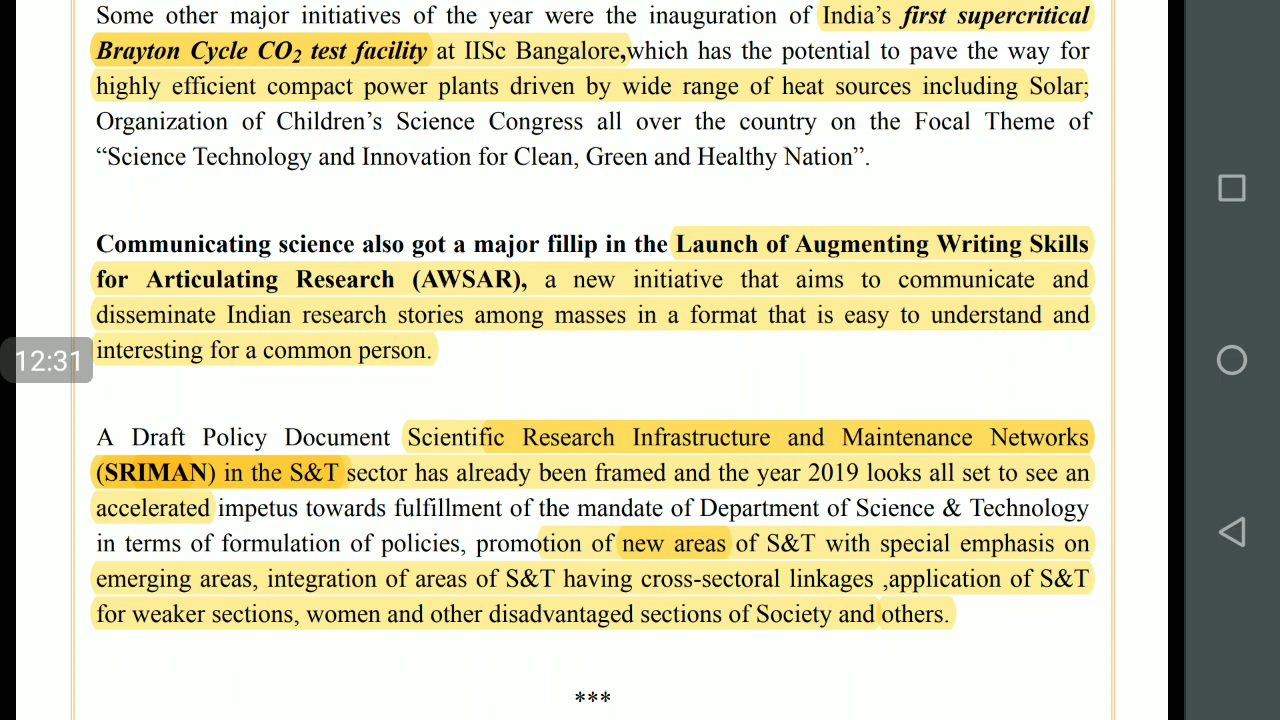 Some other major initiatives of the year were the inauguration of India’s first supercritical
Brayton Cycle CO₂ test facility at IISc Bangalore,which has the potential to pave the way for
highly efficient compact power plants driven by wide range of heat sources including Solar;
Organization of Children’s Science Congress all over the country on the Focal Theme of
“Science Technology and Innovation for Clean, Green and Healthy Nation”.
Communicating science also got a major fillip in the Launch of Augmenting Writing Skills
for Articulating Research (AWSAR), a new initiative that aims to communicate and
disseminate Indian research stories among masses in a format that is easy to understand and
12:31
interesting for a common person.
A Draft Policy Document Scientific Research Infrastructure and Maintenance Networks
(SRIMAN) in the S&T sector has already been framed and the year 2019 looks all set to see an
accelerated impetus towards fulfillment of the mandate of Department of Science & Technology
in terms of formulation of policies, promotion of new areas of S&T with special emphasis on
emerging areas, integration of areas of S&T having cross-sectoral linkages ,application of S&T
for weaker sections, women and other disadvantaged sections of Society and others.
***